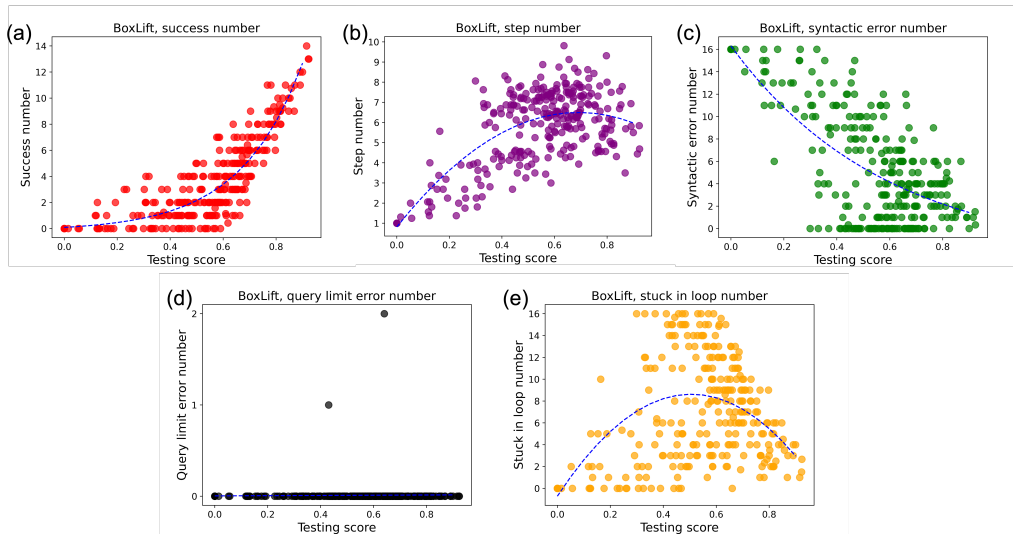 (a)
BoxLift, success number
Success number
14
12
10
8
6
4
2
0
0.0 0.2 0.4 0.6 0.8
Testing score
(b)
BoxLift, step number
Step number
10
9
8
7
6
5
4
3
2
1
0.0 0.2 0.4 0.6 0.8
Testing score
(c)
BoxLift, syntactic error number
Syntactic error number
16
14
12
10
8
6
4
2
0
0.0 0.2 0.4 0.6 0.8
Testing score
(d)
BoxLift, query limit error number
Query limit error number
2
1
0
0.0 0.2 0.4 0.6 0.8
Testing score
(e)
BoxLift, stuck in loop number
Stuck in loop number
16
14
12
10
8
6
4
2
0
0.0 0.2 0.4 0.6 0.8
Testing score